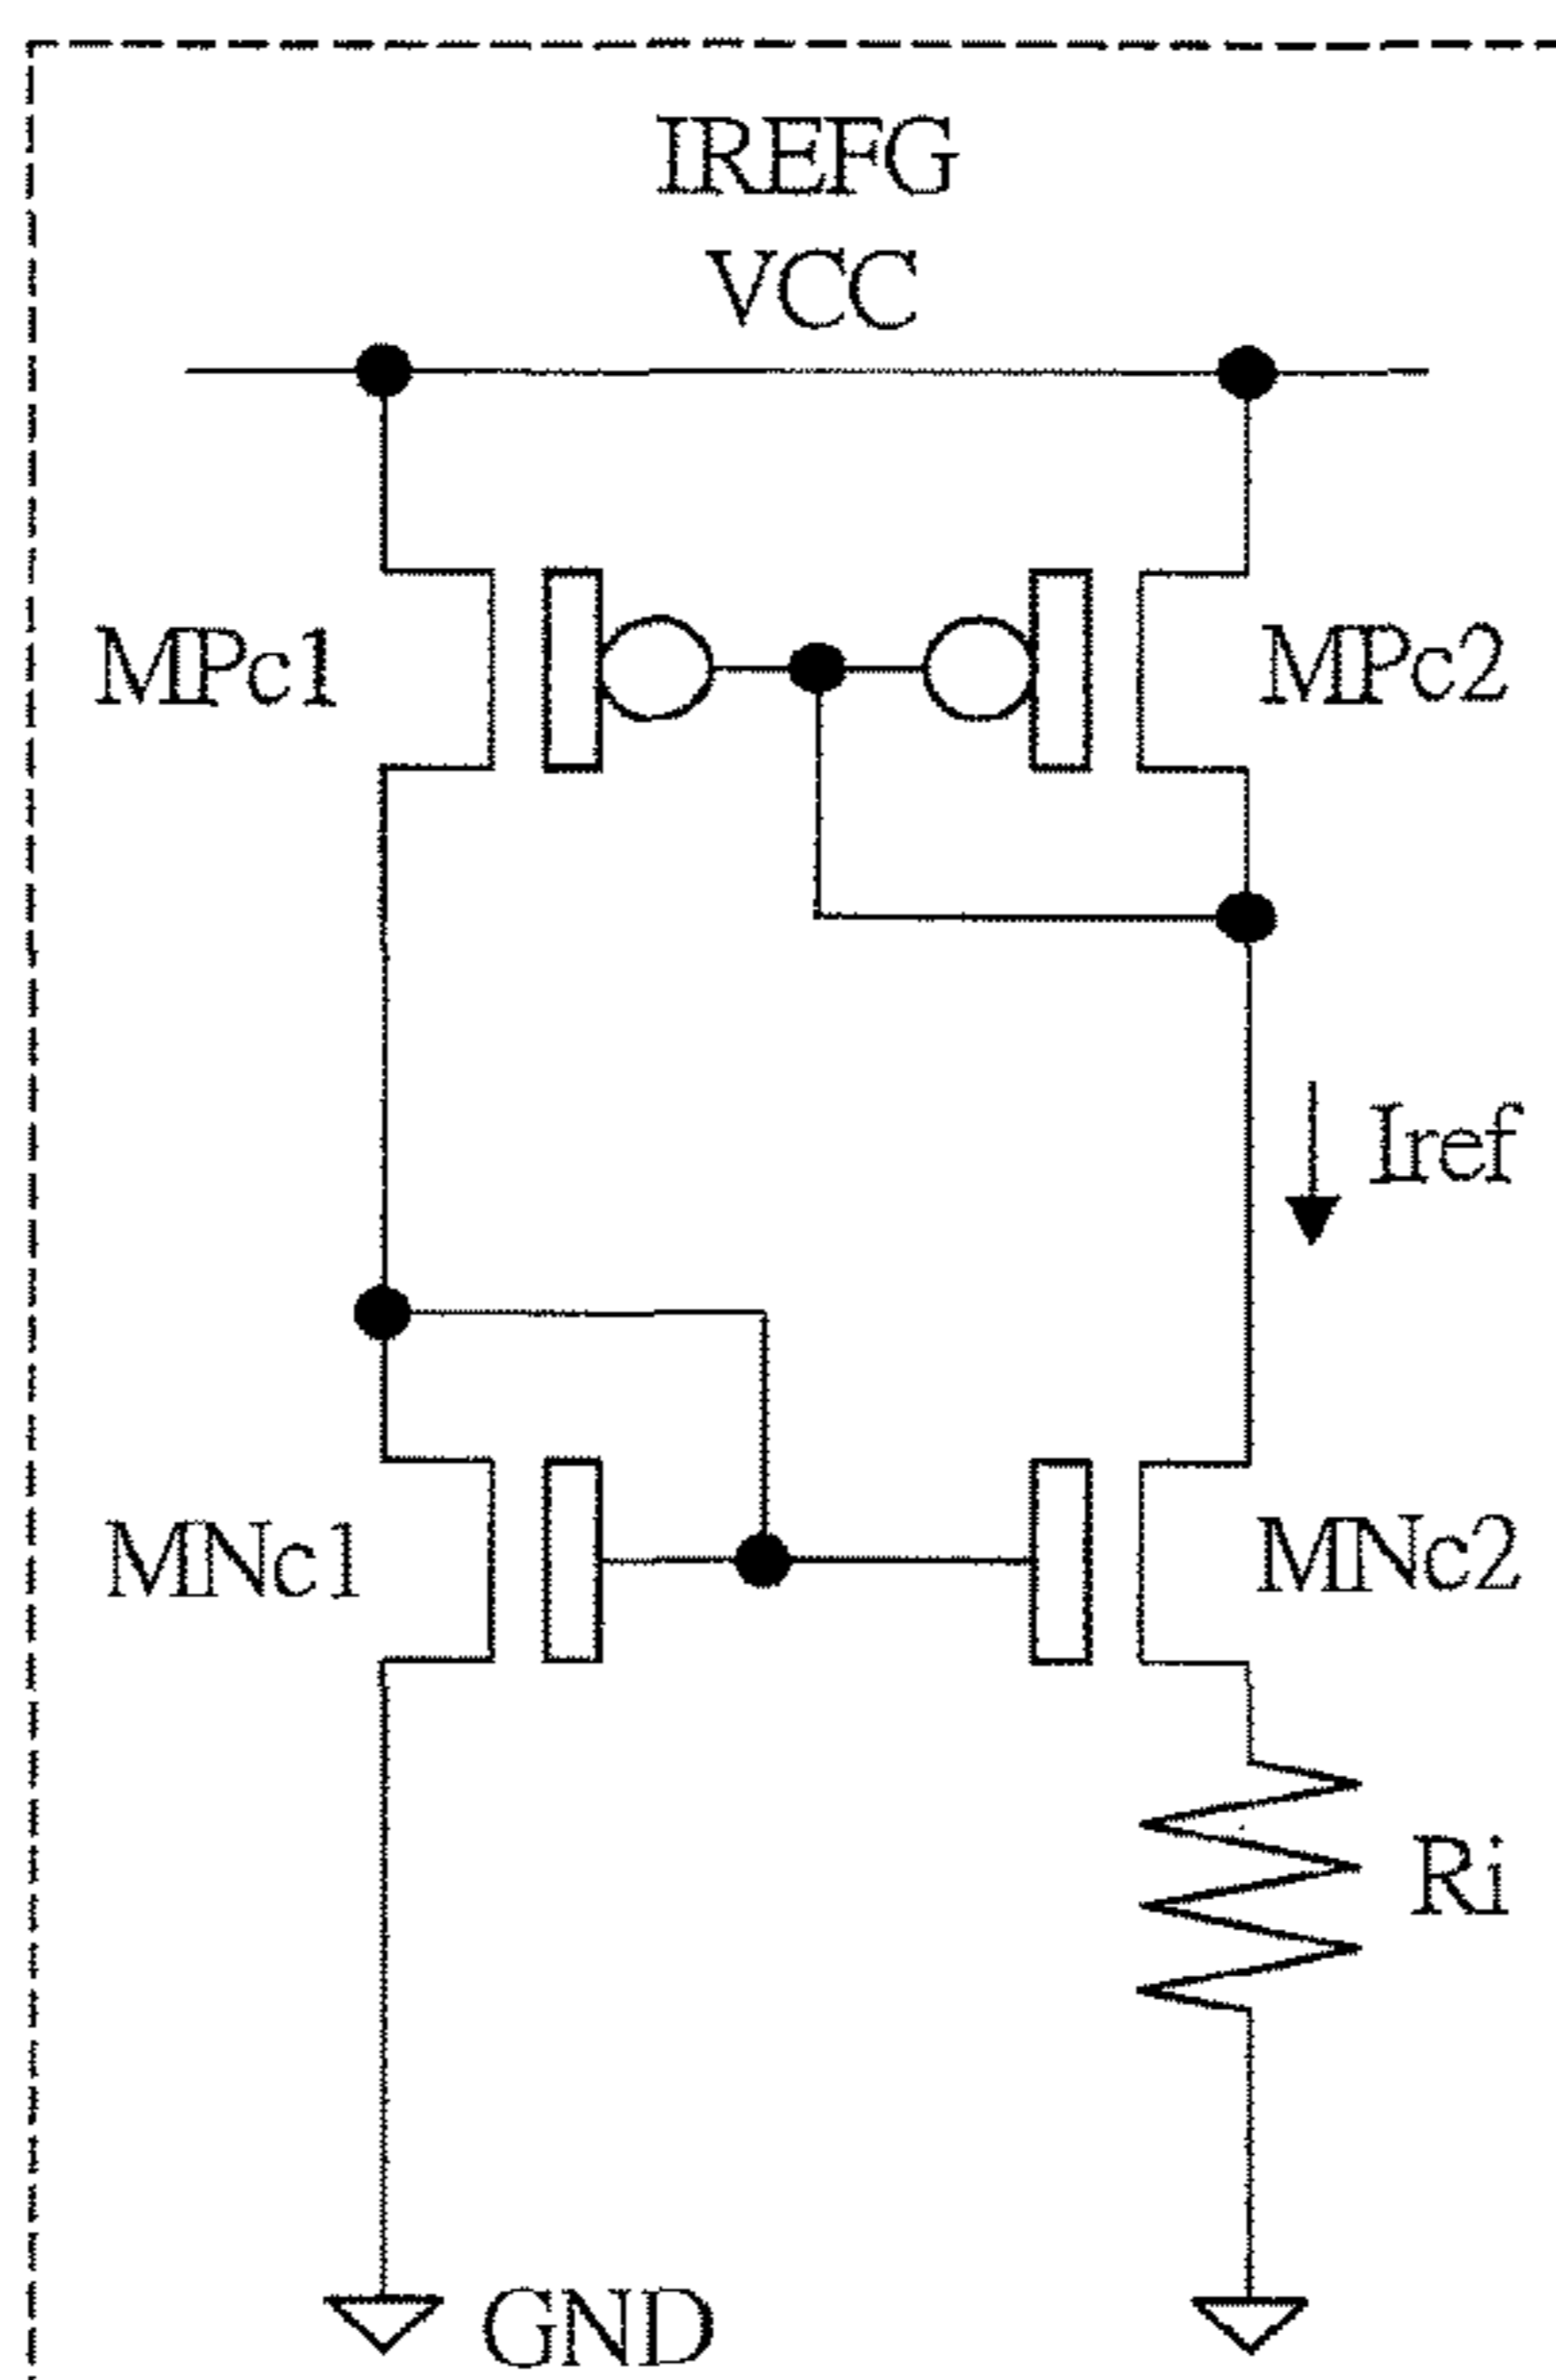 IREFG
VCC
MPc1
MPc2
Iref
MNc1
MNc2
Ri
GND